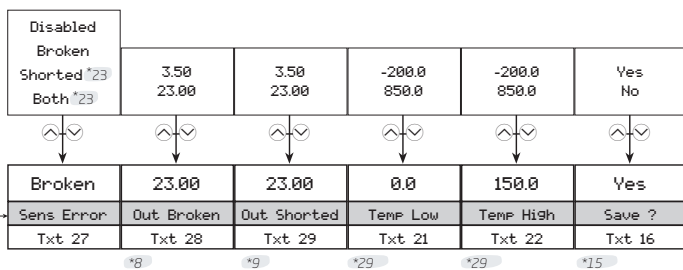 Disabled
Broken
Shorted *23
Both *23
3.50
23.00
3.50
23.00
-200.0
850.0
-200.0
850.0
Yes
No
Broken 23.00 23.00 0.0 150.0 Yes
Sens Error Out Broken Out Shorted Temp Low Temp High Save ?
Txt 27 Txt 28 Txt 29 Txt 21 Txt 22 Txt 16
*8 *9 *29 *29 *15